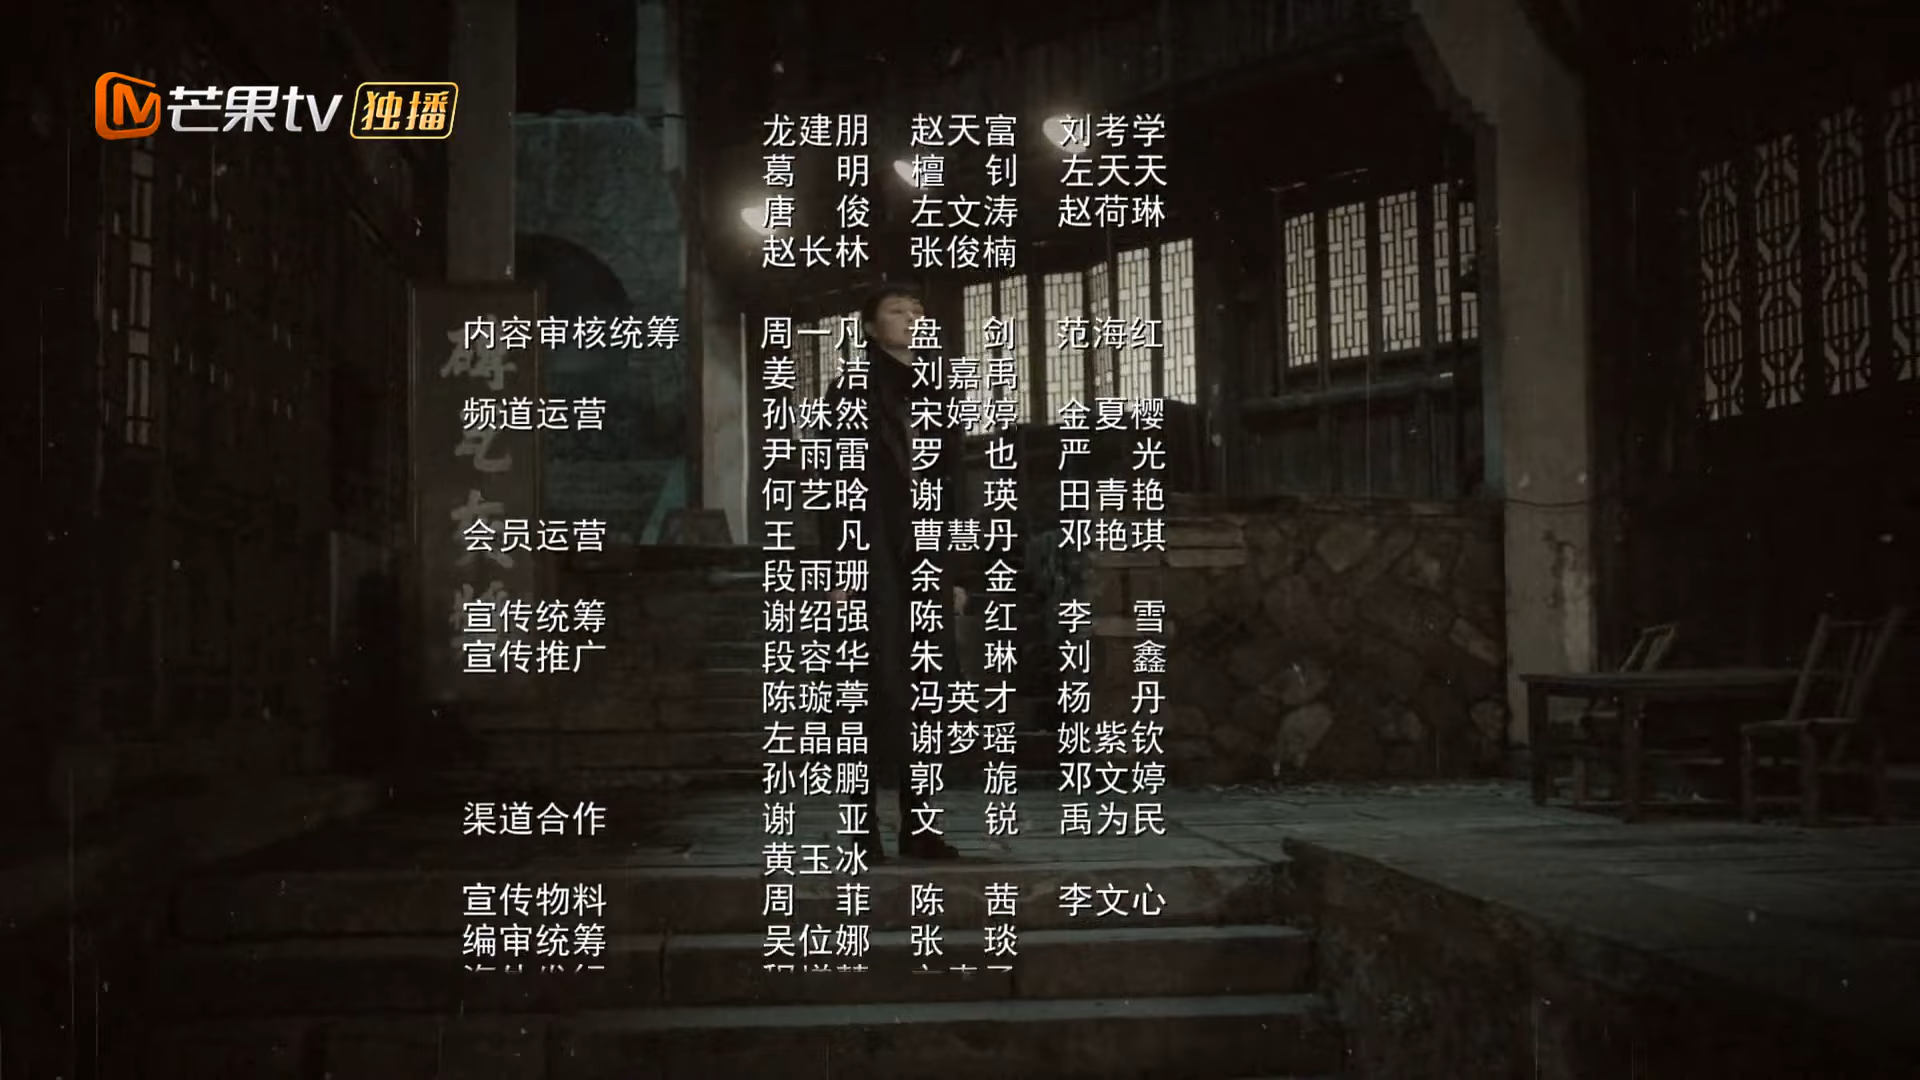 芒果tv 独播
龙建朋 赵天富 刘考学
葛 明 檀 钊 左天天
唐 俊 左文涛 赵荷琳
赵长林 张俊楠
内容审核统筹 周一凡 盘 剑 范海红
姜 洁 刘嘉禹
频道运营 孙姝然 宋婷婷 金夏樱
尹雨雷 罗 也 严 光
何艺晗 谢 瑛 田青艳
会员运营 王 凡 曹慧丹 邓艳琪
段雨珊 余 金
宣传统筹 谢绍强 陈 红 李 雪
宣传推广 段容华 朱 琳 刘 鑫
陈璇葶 冯英才 杨 丹
左晶晶 谢梦瑶 姚紫钦
孙俊鹏 郭 旎 邓文婷
渠道合作 谢 亚 文 锐 禹为民
黄玉冰
宣传物料 周 菲 陈 茜 李文心
编审统筹 吴位娜 张 琰